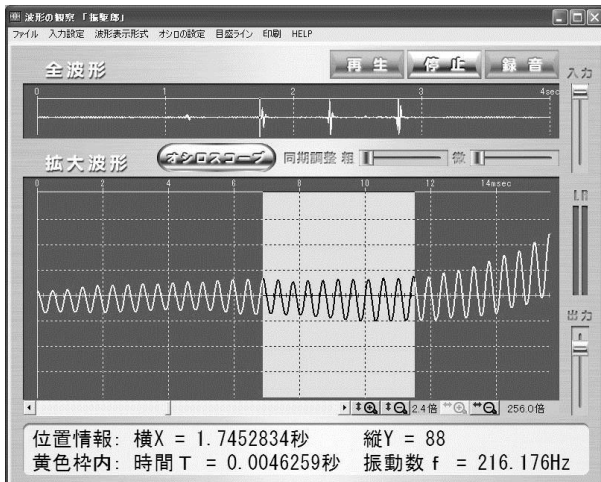 波形の観察 「振駆郎」
ファイル 入力設定 波形表示形式 オシロの設定 目盛ライン 印刷 HELP
全波形 再生 停止 録音 入力
0 1 2 3 4sec
拡大波形 オシロスコープ 同期調整 粗 微
0 2 4 6 8 10 12 14msec
LR
出力
2.4倍 256.0倍
位置情報: 横X = 1.7452834秒 縦Y = 88
黄色枠内: 時間T = 0.0046259秒 振動数f = 216.176Hz